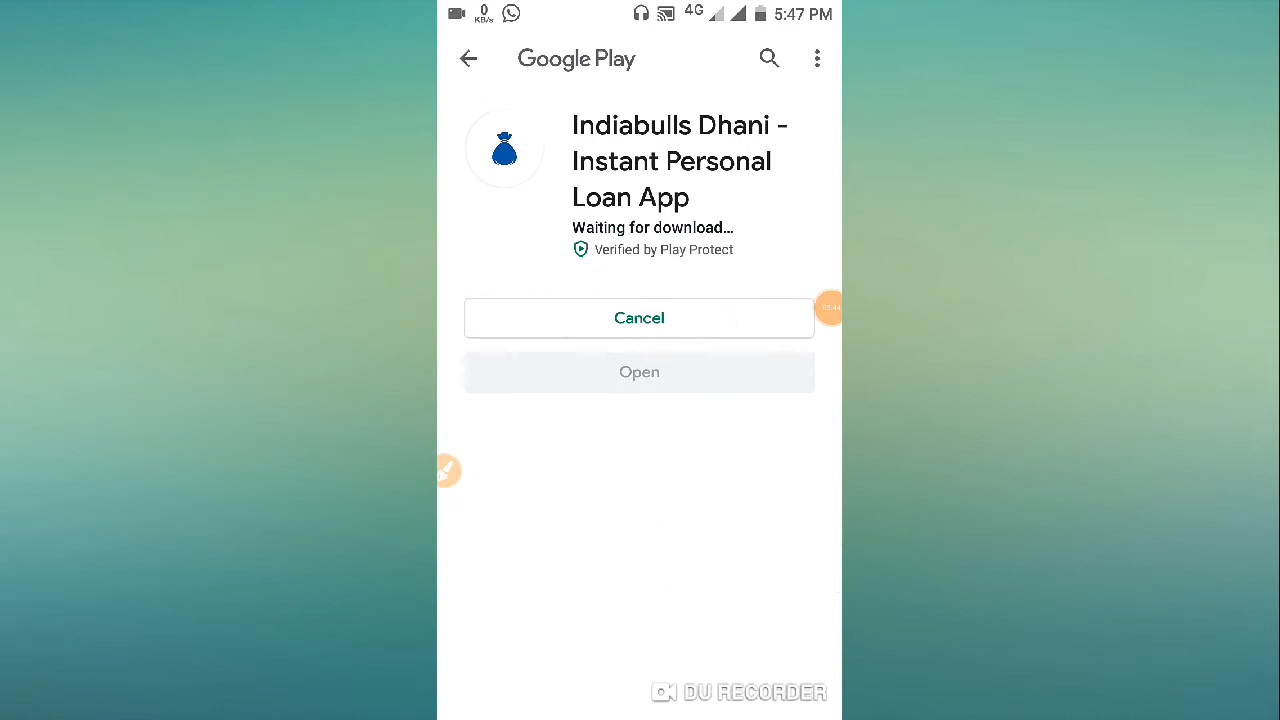 0
KB/s
4G
5:47 PM
Google Play
Indiabulls Dhani -
Instant Personal
Loan App
Waiting for download...
Verified by Play Protect
Cancel
Open
DU RECORDER